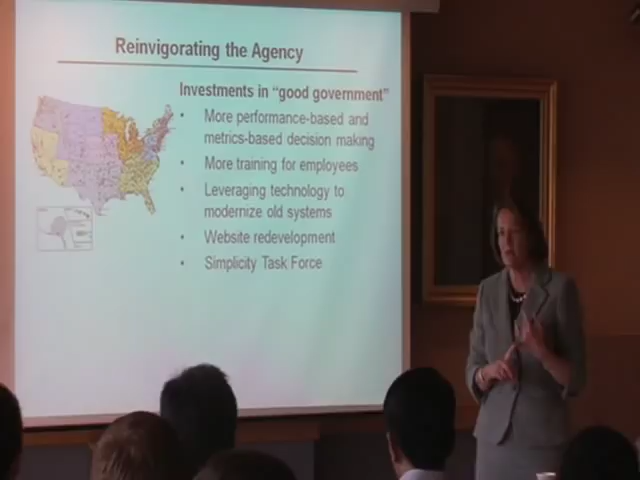 Reinvigorating the Agency
Investments in "good government"
• More performance-based and
metrics-based decision making
• More training for employees
• Leveraging technology to
modernize old systems
• Website redevelopment
• Simplicity Task Force